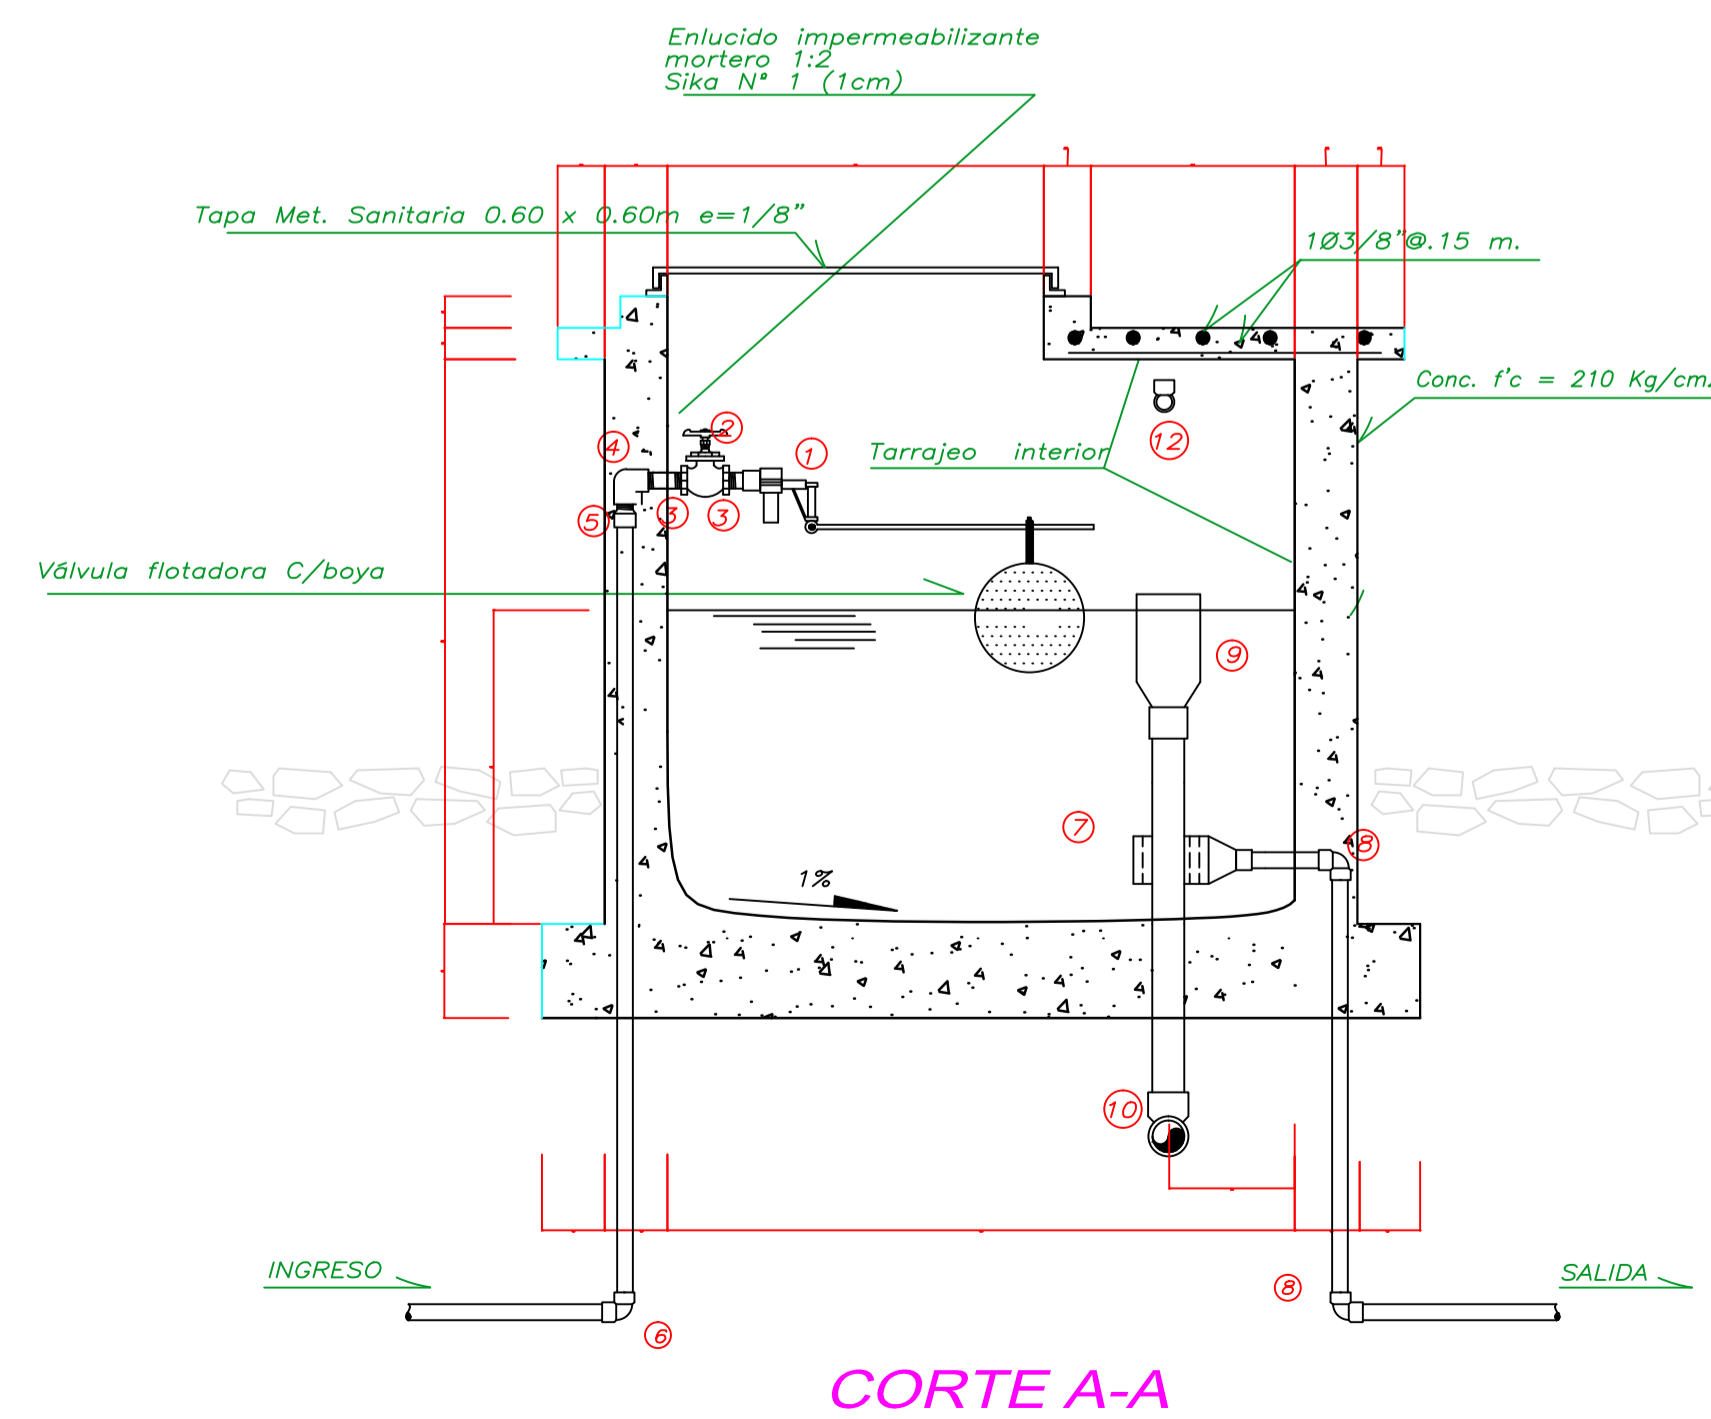 Enlucido impermeabilizante
mortero 1:2
Sika Nº 1 (1cm)
Tapa Met. Sanitaria 0.60 x 0.60m e=1/8"
1Ø3/8"@.15 m.
Conc. f'c = 210 Kg/cm.
12
2
4
1
Tarrajeo interior
5
3
3
Válvula flotadora C/boya
9
7
8
1%
10
INGRESO
SALIDA
8
6
CORTE A-A